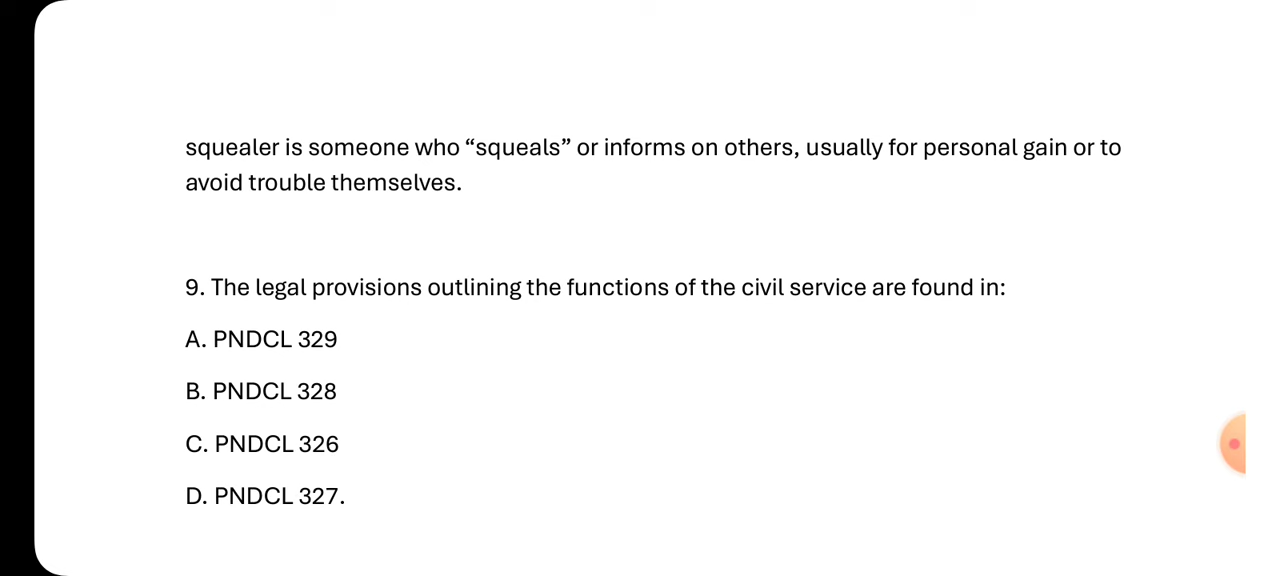 squealer is someone who “squeals” or informs on others, usually for personal gain or to
avoid trouble themselves.
9. The legal provisions outlining the functions of the civil service are found in:
A. PNDCL 329
B. PNDCL 328
C. PNDCL 326
D. PNDCL 327.